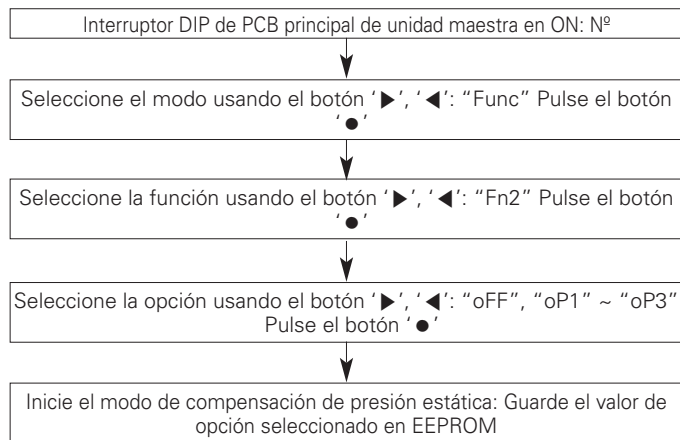 Interruptor DIP de PCB principal de unidad maestra en ON: Nº
Seleccione el modo usando el botón ‘▶’, ‘◀’: “Func” Pulse el botón
‘●’
Seleccione la función usando el botón ‘▶’, ‘◀’: “Fn2” Pulse el botón
‘●’
Seleccione la opción usando el botón ‘▶’, ‘◀’: “oFF”, “oP1” ~ “oP3”
Pulse el botón ‘●’
Inicie el modo de compensación de presión estática: Guarde el valor de
opción seleccionado en EEPROM